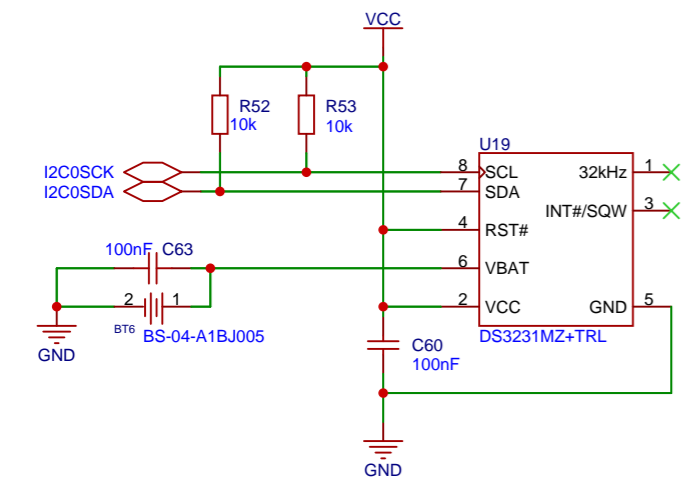 VCC
R52
10k
R53
10k
U19
I2C0SCK
I2C0SDA
8 SCL
7 SDA
4 RST#
6 VBAT
2 VCC
32kHz 1
INT#/SQW 3
GND 5
DS3231MZ+TRL
100nF C63
2 1
BT6 BS-04-A1BJ005
GND
C60
100nF
GND